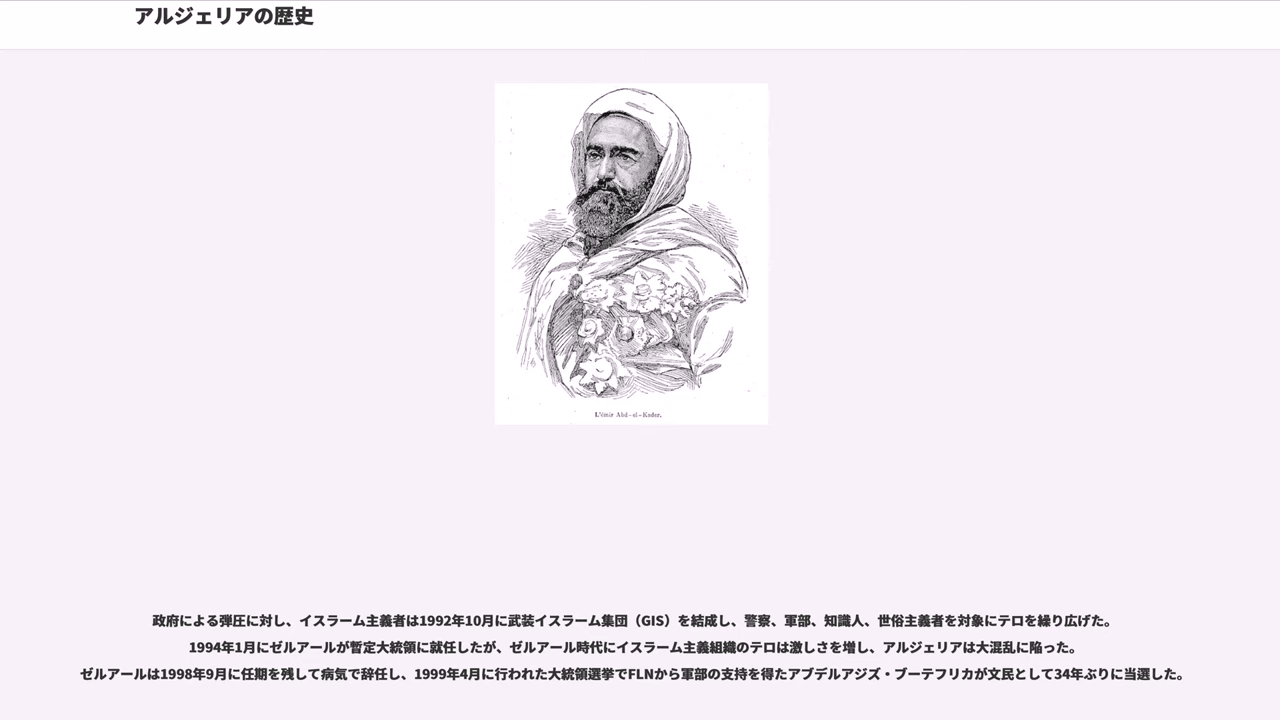 アルジェリアの歴史
L'émir Abd-el-Kader.
政府による弾圧に対し、イスラーム主義者は1992年10月に武装イスラーム集団（GIS）を結成し、警察、軍部、知識人、世俗主義者を対象にテロを繰り広げた。
1994年1月にゼルアールが暫定大統領に就任したが、ゼルアール時代にイスラーム主義組織のテロは激しさを増し、アルジェリアは大混乱に陥った。
ゼルアールは1998年9月に任期を残して病気で辞任し、1999年4月に行われた大統領選挙でFLNから軍部の支持を得たアブデルアジズ・ブーテフリカが文民として34年ぶりに当選した。